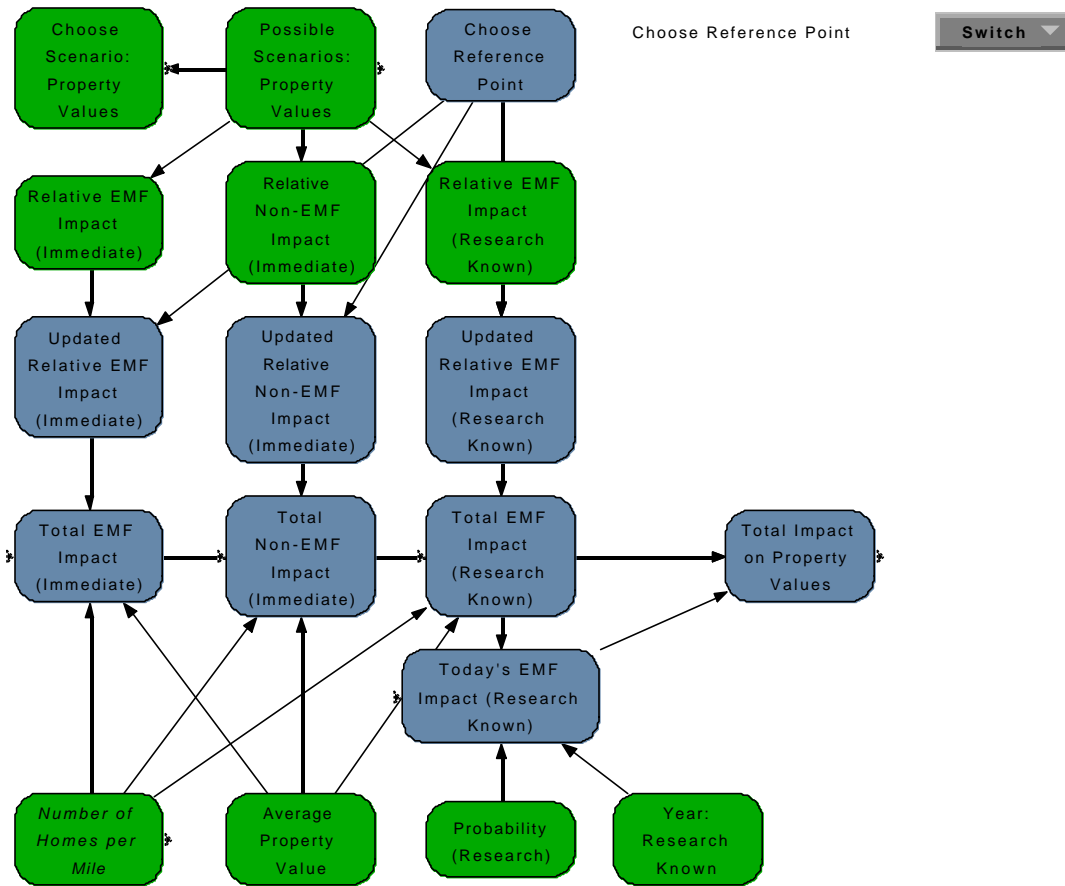 Choose
Scenario:
Property
Values
Possible
Scenarios:
Property
Values
Choose
Reference
Point
Choose Reference Point
Switch
Relative EMF
Impact
(Immediate)
Relative
Non-EMF
Impact
(Immediate)
Relative EMF
Impact
(Research
Known)
Updated
Relative EMF
Impact
(Immediate)
Updated
Relative
Non-EMF
Impact
(Immediate)
Updated
Relative EMF
Impact
(Research
Known)
Total EMF
Impact
(Immediate)
Total
Non-EMF
Impact
(Immediate)
Total EMF
Impact
(Research
Known)
Total Impact
on Property
Values
Today's EMF
Impact (Research
Known)
Number of
Homes per
Mile
Average
Property
Value
Probability
(Research)
Year:
Research
Known